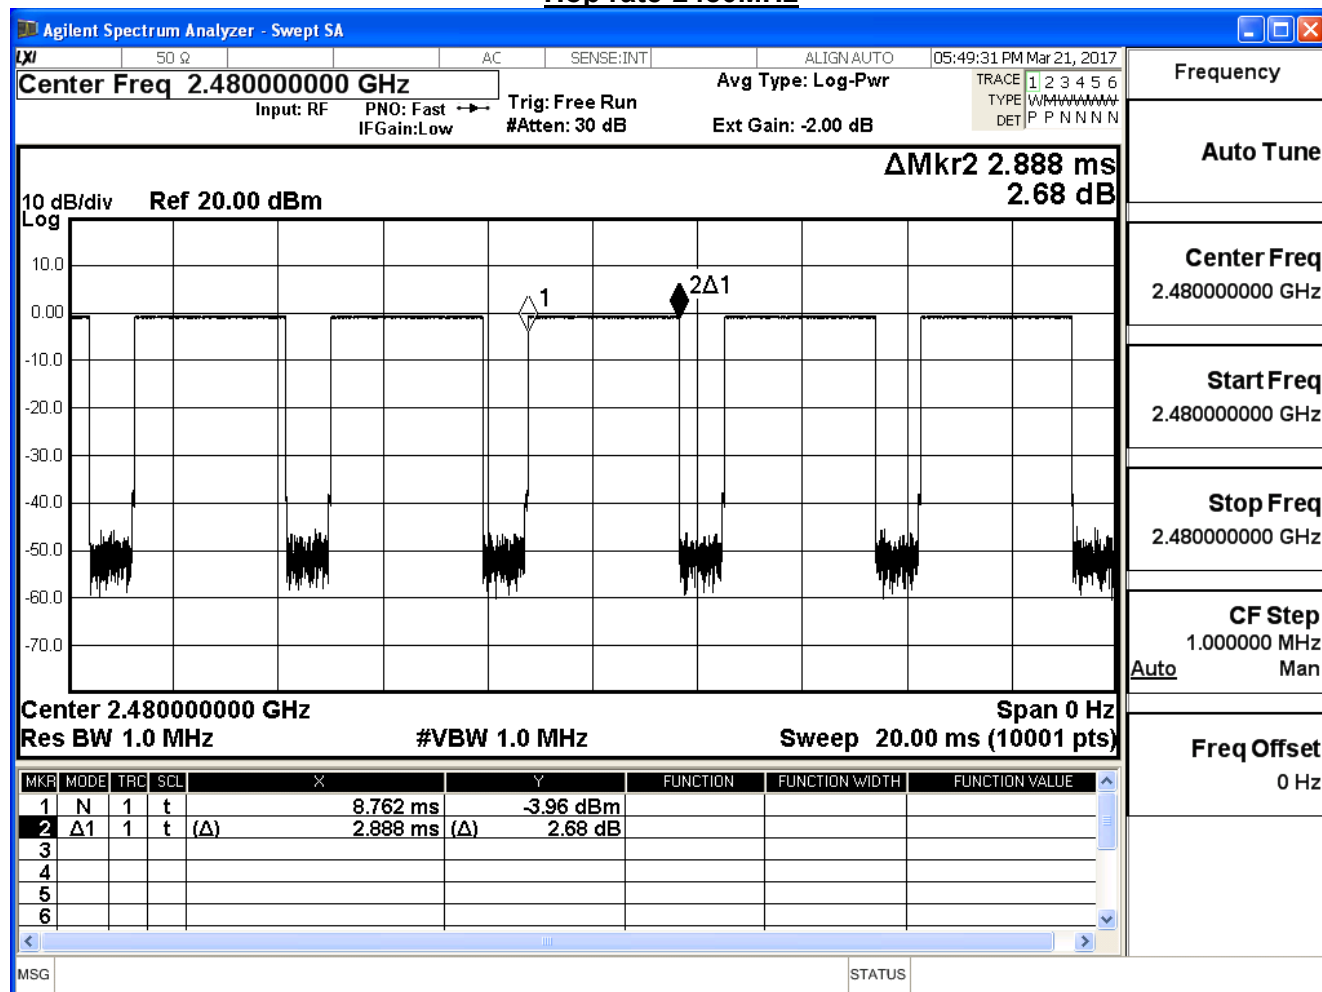 Hop rate 2480MHz
Agilent Spectrum Analyzer - Swept SA
LXI 50 Ω AC SENSE:INT ALIGN AUTO 05:49:31 PM Mar 21, 2017
Center Freq 2.480000000 GHz
Input: RF PNO: Fast Trig: Free Run Avg Type: Log-Pwr TRACE 1 2 3 4 5 6
IFGain:Low #Atten: 30 dB Ext Gain: -2.00 dB TYPE WMWWWW
DET P P N N N N
Frequency
Auto Tune
ΔMkr2 2.888 ms
2.68 dB
10 dB/div Ref 20.00 dBm
Log
10.0
0.00
-10.0
-20.0
-30.0
-40.0
-50.0
-60.0
-70.0
1
2Δ1
Center Freq
2.480000000 GHz
Start Freq
2.480000000 GHz
Stop Freq
2.480000000 GHz
CF Step
1.000000 MHz
Auto Man
Freq Offset
0 Hz
Center 2.480000000 GHz Span 0 Hz
Res BW 1.0 MHz #VBW 1.0 MHz Sweep 20.00 ms (10001 pts)
MKR MODE TRC SCL X Y FUNCTION FUNCTION WIDTH FUNCTION VALUE
1 N 1 t 8.762 ms -3.96 dBm
2 Δ1 1 t (Δ) 2.888 ms (Δ) 2.68 dB
3
4
5
6
MSG STATUS